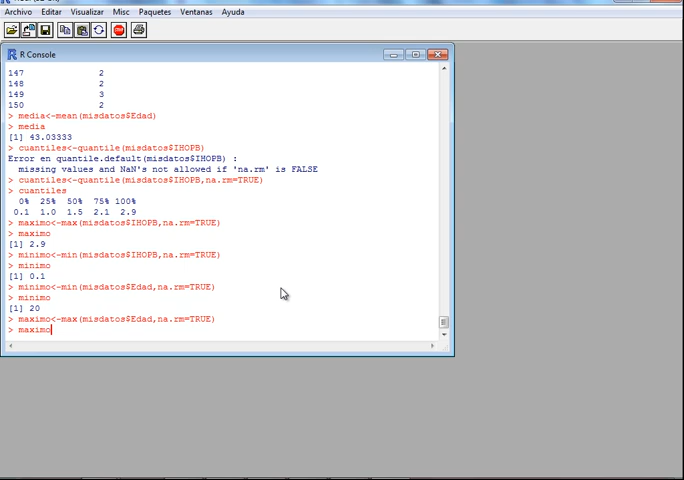 Archivo Editar Visualizar Misc Paquetes Ventanas Ayuda
STOP
R Console
147 2
148 2
149 3
150 2
> media<-mean(misdatos$Edad)
> media
[1] 43.03333
> cuantiles<-quantile(misdatos$IHOPB)
Error en quantile.default(misdatos$IHOPB) :
missing values and NaN's not allowed if 'na.rm' is FALSE
> cuantiles<-quantile(misdatos$IHOPB,na.rm=TRUE)
> cuantiles
0% 25% 50% 75% 100%
0.1 1.0 1.5 2.1 2.9
> maximo<-max(misdatos$IHOPB,na.rm=TRUE)
> maximo
[1] 2.9
> minimo<-min(misdatos$IHOPB,na.rm=TRUE)
> minimo
[1] 0.1
> minimo<-min(misdatos$Edad,na.rm=TRUE)
> minimo
[1] 20
> maximo<-max(misdatos$Edad,na.rm=TRUE)
> maximo